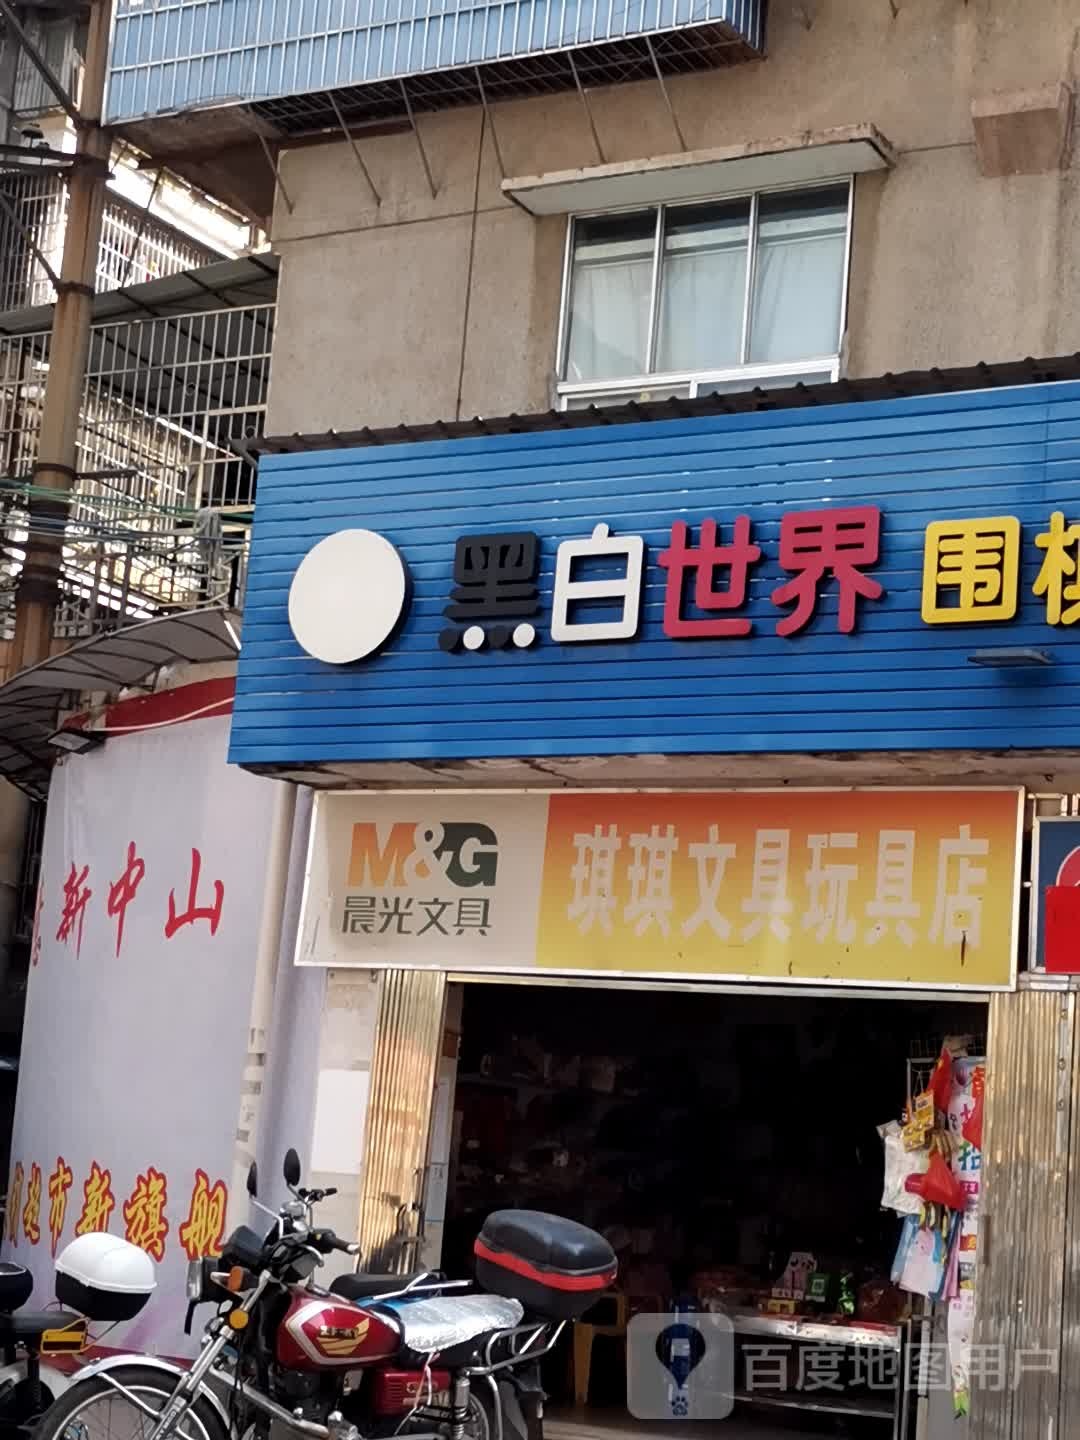 黑白世界 围棋
M&G
晨光文具
琪琪文具玩具店
新中山
超市新旗舰
百度地图用户